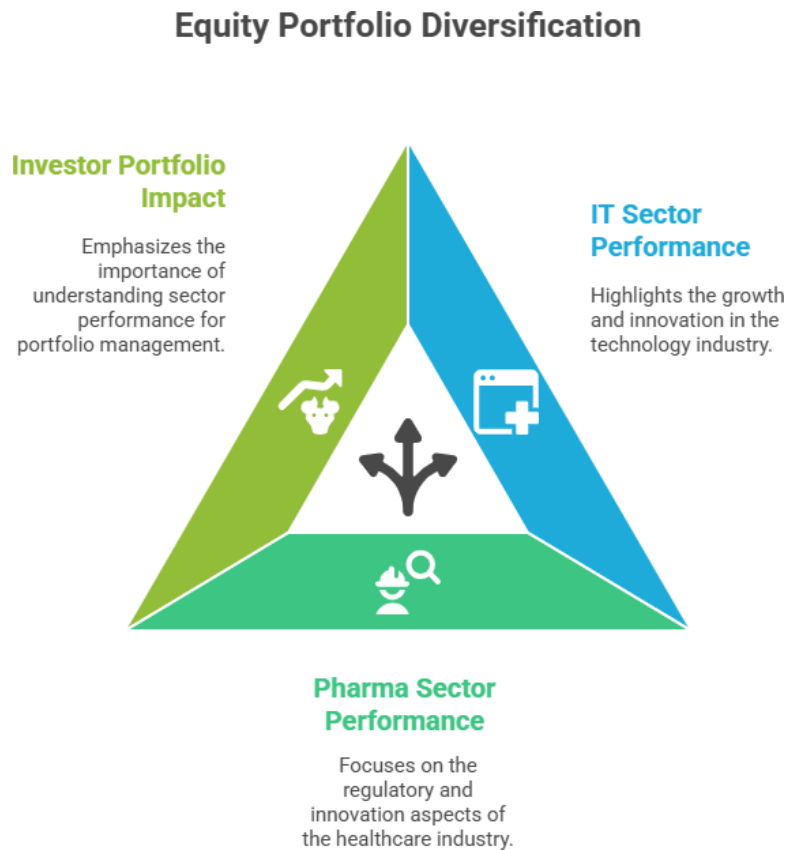 Equity Portfolio Diversification
Investor Portfolio
Impact
Emphasizes the
importance of
understanding sector
performance for
portfolio management.
IT Sector
Performance
Highlights the growth
and innovation in the
technology industry.
Pharma Sector
Performance
Focuses on the
regulatory and
innovation aspects of
the healthcare industry.